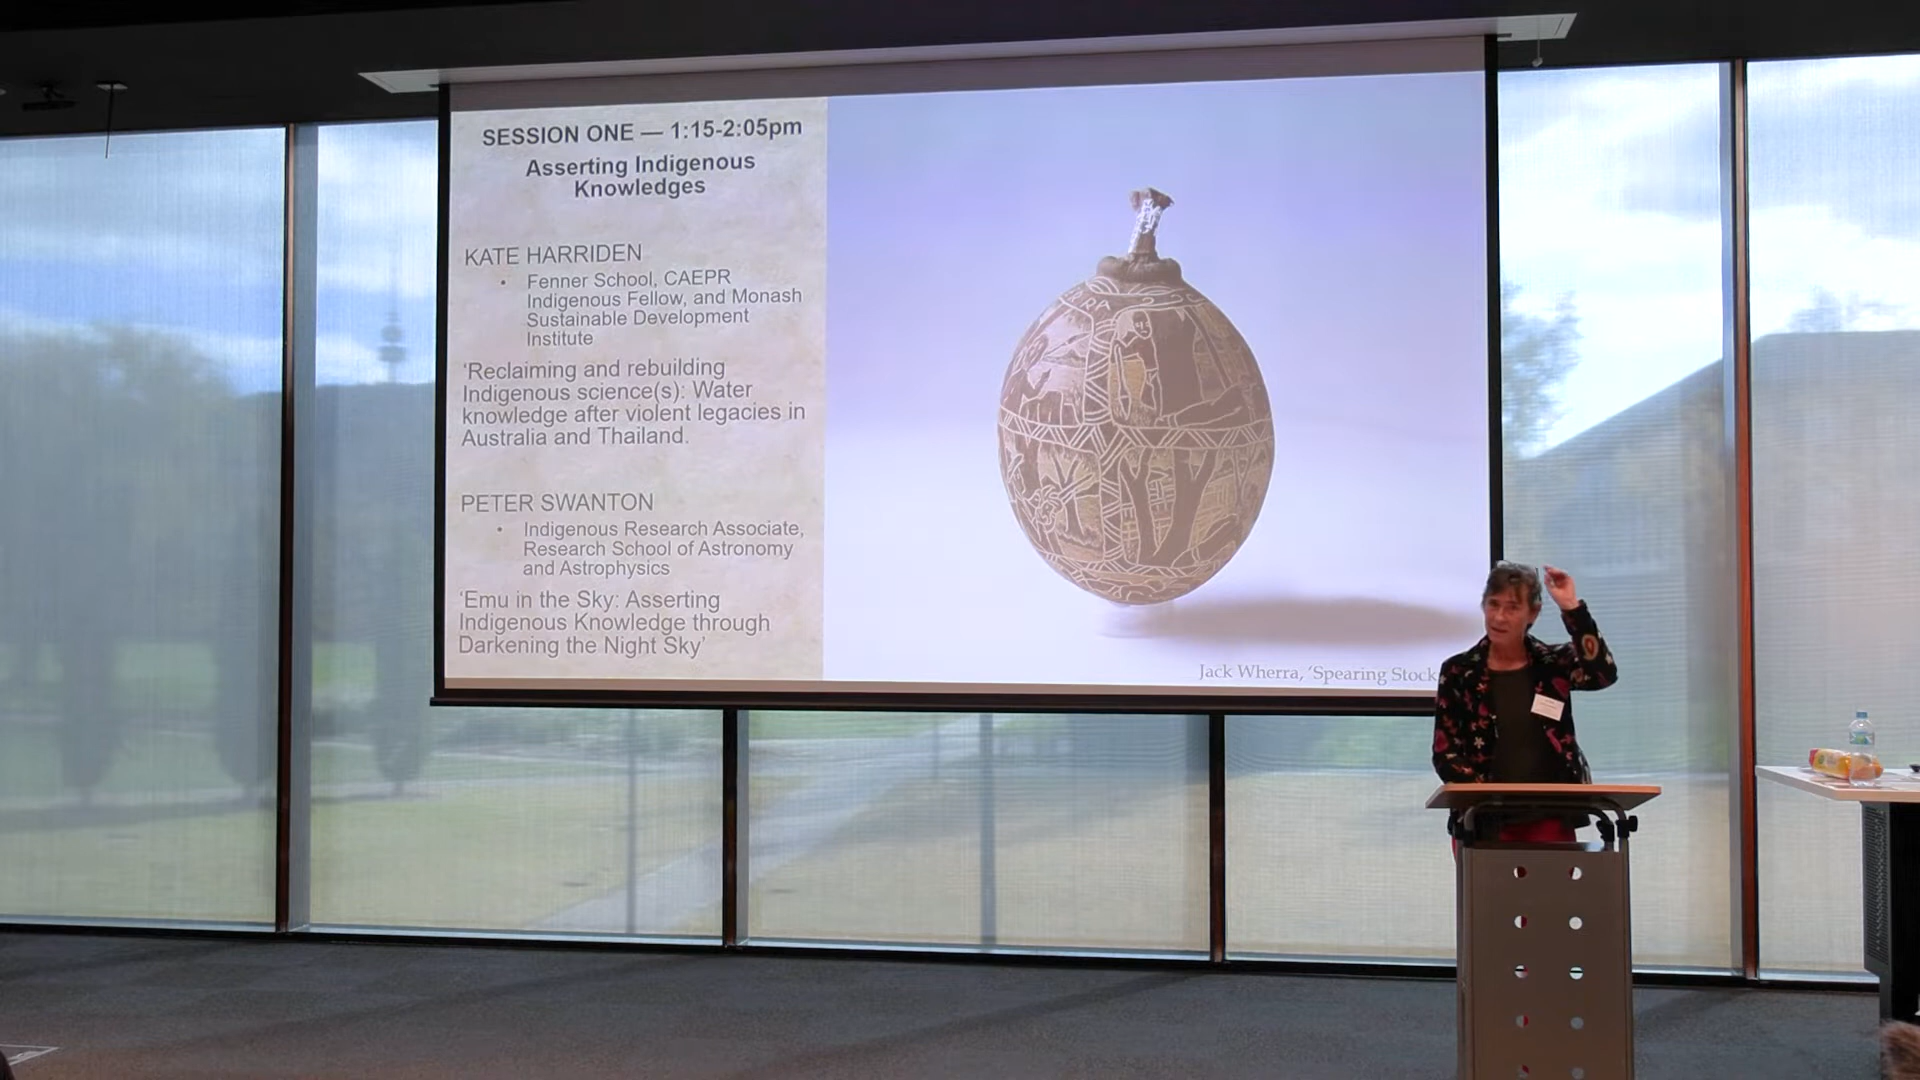 SESSION ONE — 1:15-2:05pm
Asserting Indigenous
Knowledges
KATE HARRIDEN
• Fenner School, CAEPR
Indigenous Fellow, and Monash
Sustainable Development
Institute
‘Reclaiming and rebuilding
Indigenous science(s): Water
knowledge after violent legacies in
Australia and Thailand.
PETER SWANTON
• Indigenous Research Associate,
Research School of Astronomy
and Astrophysics
‘Emu in the Sky: Asserting
Indigenous Knowledge through
Darkening the Night Sky’
Jack Wherra, ‘Spearing Stock